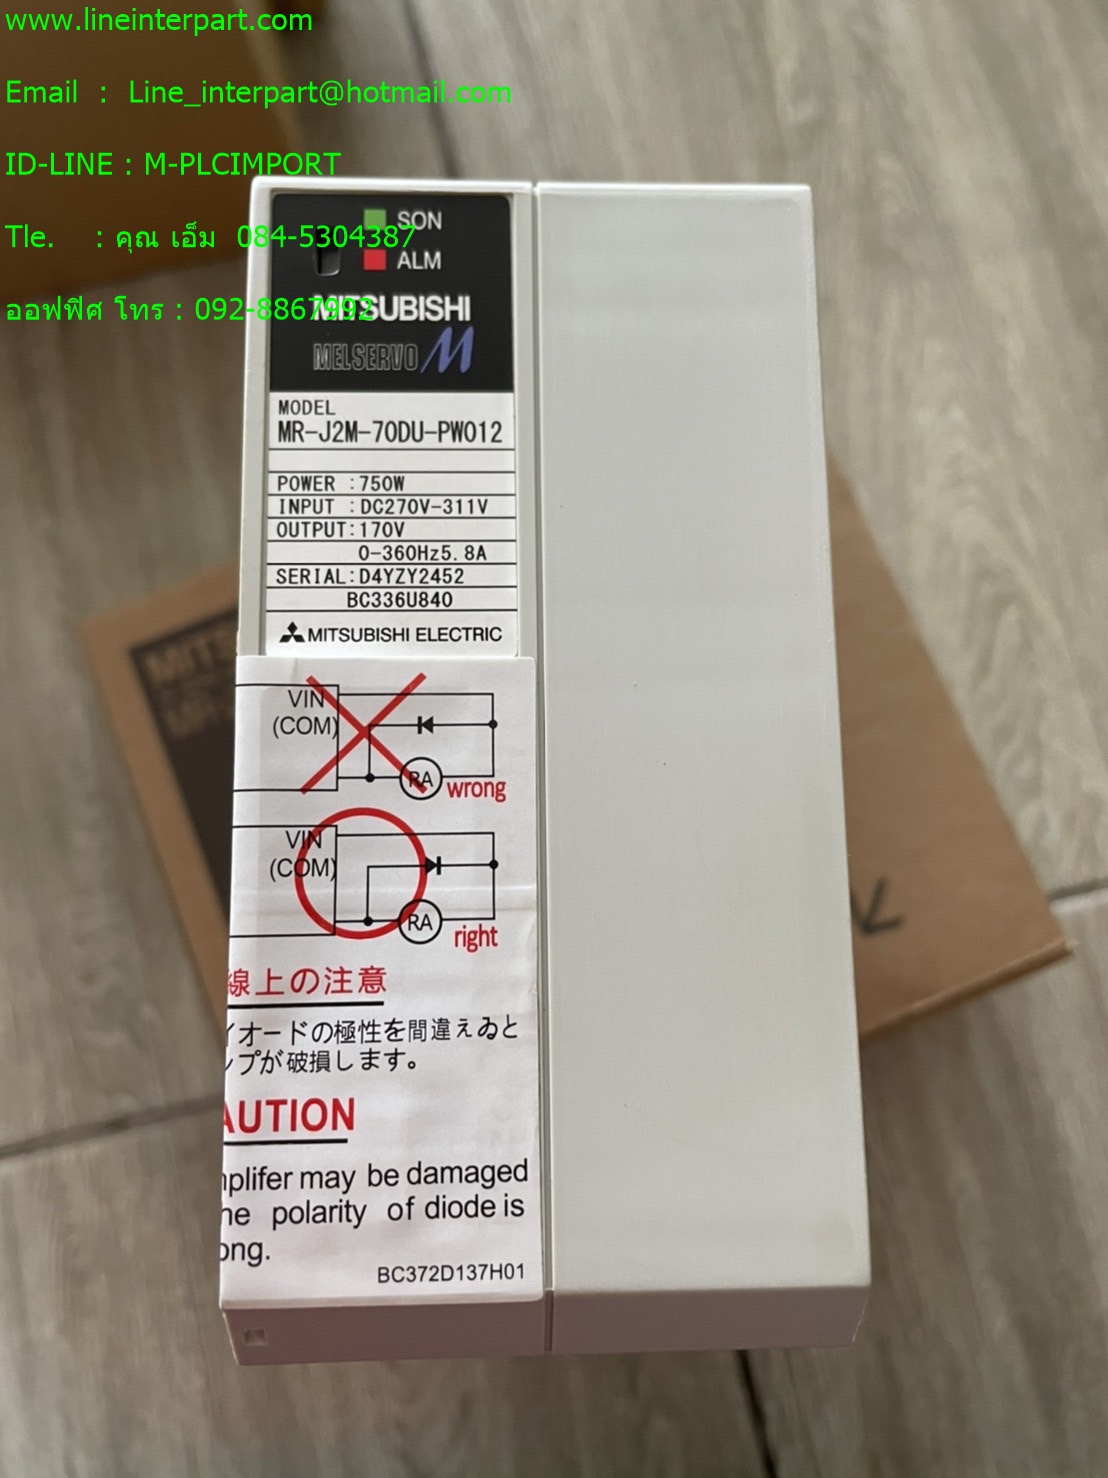 www.lineinterpart.com
Email : Line_interpart@hotmail.com
ID-LINE : M-PLCIMPORT
Tle. : คุณ เอ็ม 084-5304387
ออฟฟิศ โทร : 092-8867992
SON
ALM
MITSUBISHI
MELSERVO M
MODEL
MR-J2M-70DU-PW012
POWER :750W
INPUT :DC270V-311V
OUTPUT:170V
0-360Hz5.8A
SERIAL:D4YZY2452
BC336U840
MITSUBISHI ELECTRIC
VIN
(COM)
RA
wrong
VIN
(COM)
RA
right
線上の注意
イオードの極性を間違えゐと
ンプが破損します。
AUTION
nplifer may be damaged
he polarity of diode is
ong.
BC372D137H01